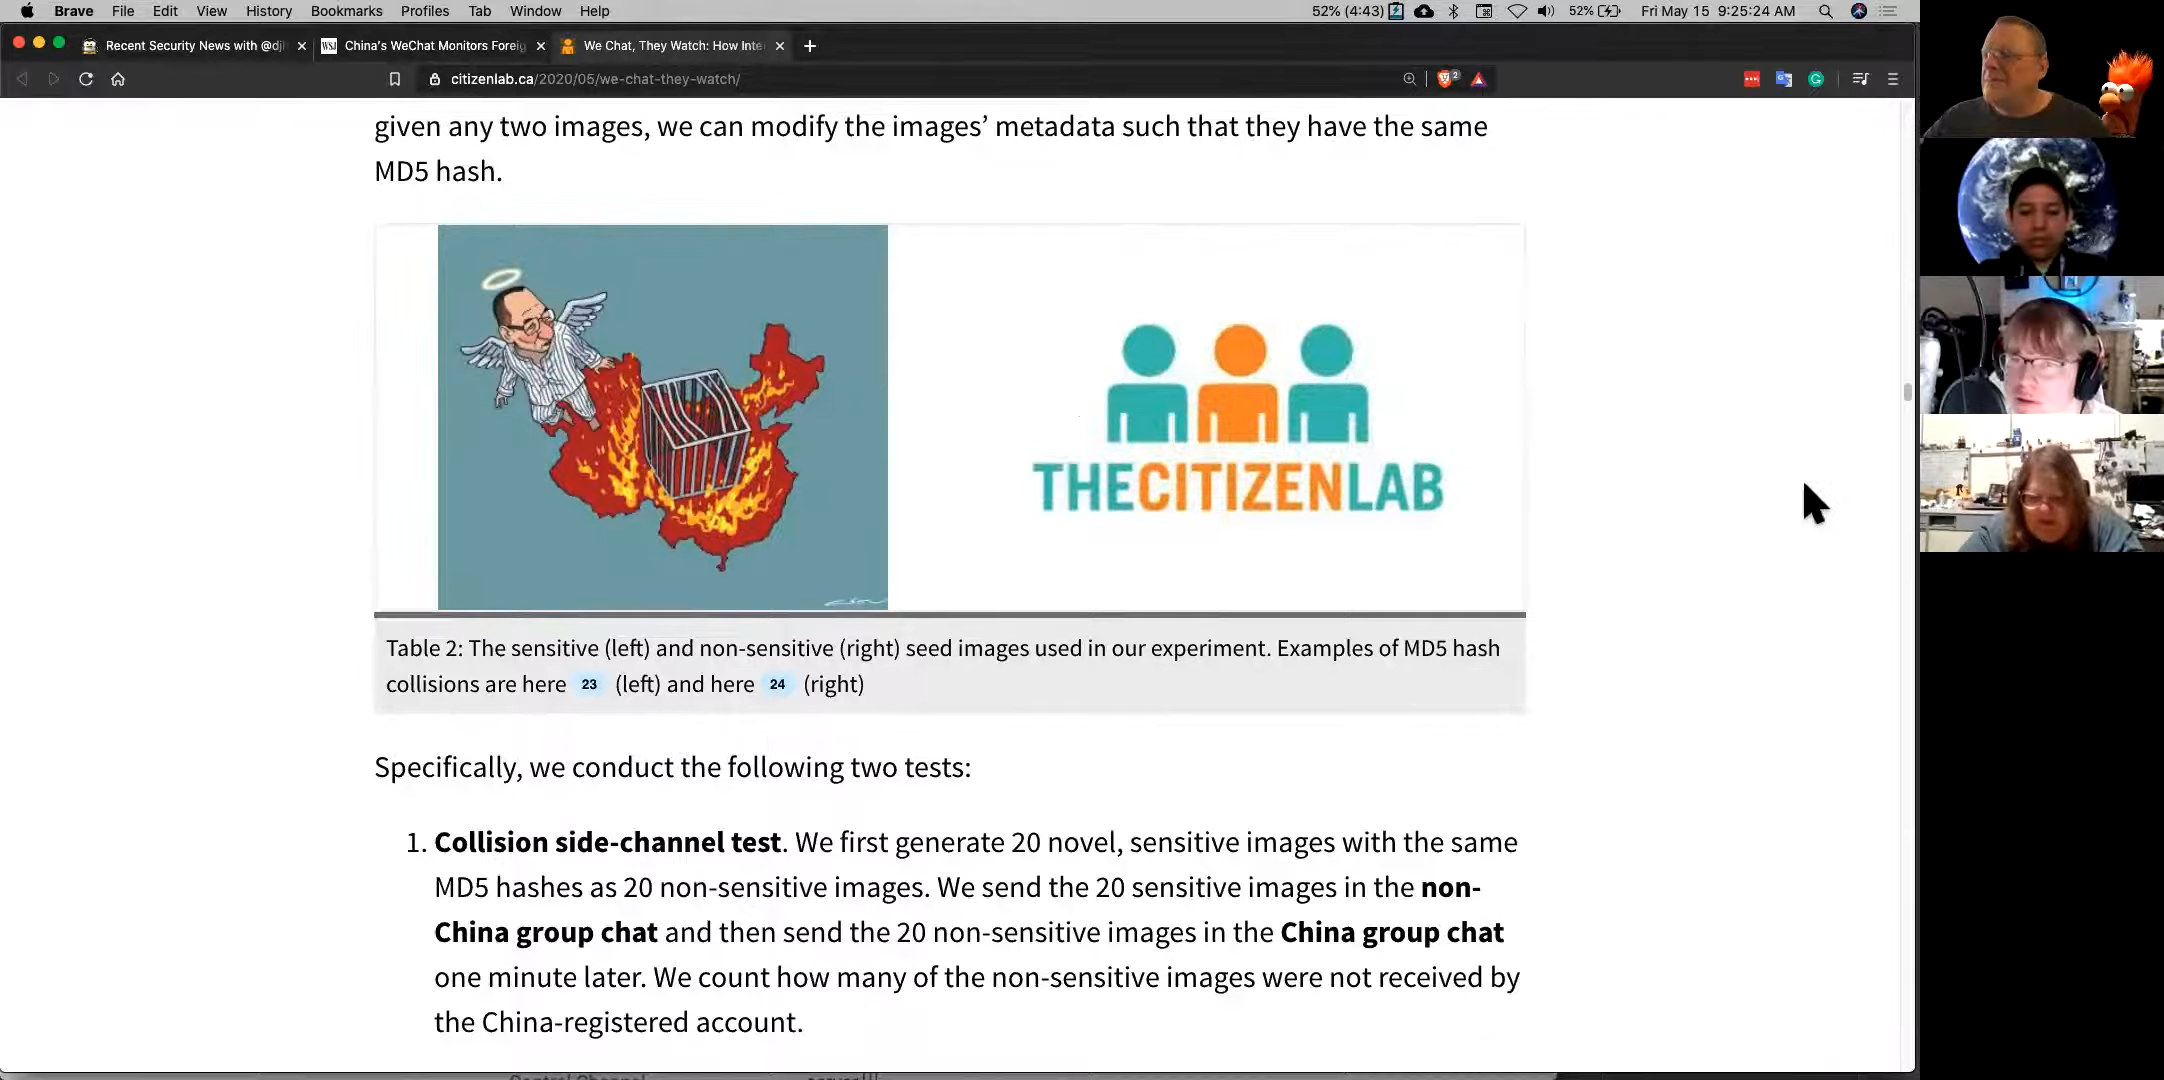 Brave File Edit View History Bookmarks Profiles Tab Window Help 52% (4:43) 52% Fri May 15 9:25:24 AM
Recent Security News with @djl
WSJ China's WeChat Monitors Foreig
We Chat, They Watch: How Inte
citizenlab.ca/2020/05/we-chat-they-watch/
2
given any two images, we can modify the images’ metadata such that they have the same
MD5 hash.
THECITIZENLAB
Table 2: The sensitive (left) and non-sensitive (right) seed images used in our experiment. Examples of MD5 hash
collisions are here 23 (left) and here 24 (right)
Specifically, we conduct the following two tests:
1. Collision side-channel test. We first generate 20 novel, sensitive images with the same
MD5 hashes as 20 non-sensitive images. We send the 20 sensitive images in the non-
China group chat and then send the 20 non-sensitive images in the China group chat
one minute later. We count how many of the non-sensitive images were not received by
the China-registered account.